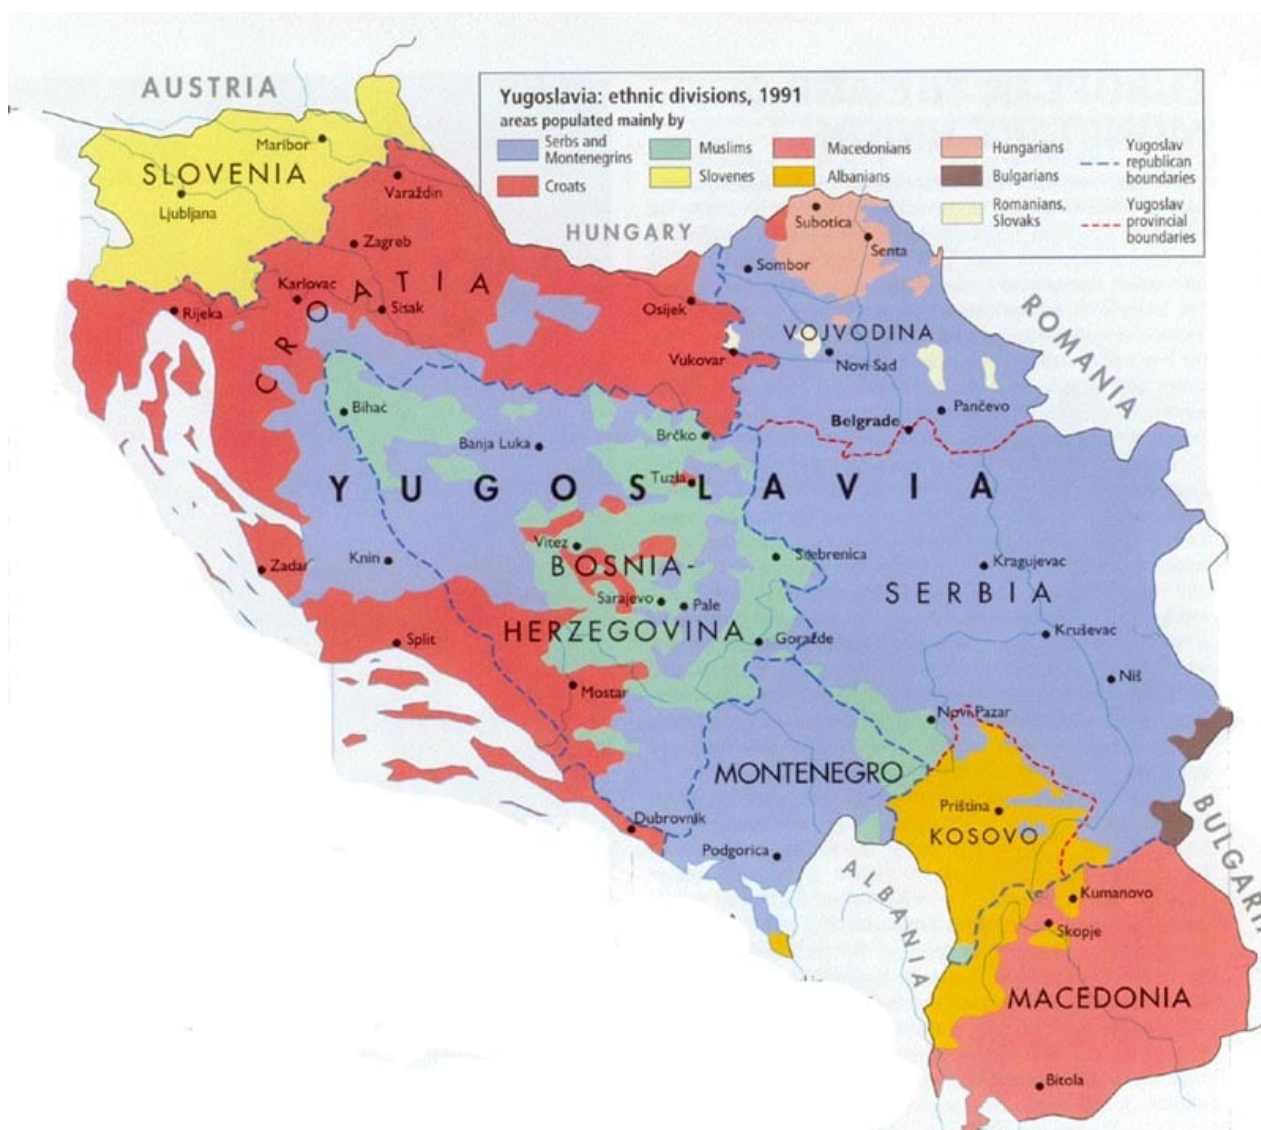 AUSTRIA
Yugoslavia: ethnic divisions, 1991
areas populated mainly by
Serbs and
Montenegrins
Croats
Muslims
Slovenes
Macedonians
Albanians
Hungarians
Bulgarians
Romanians,
Slovaks
Yugoslav
republican
boundaries
Yugoslav
provincial
boundaries
Maribor
SLOVENIA
Ljubljana
Varaždin
HUNGARY
Subotica
Senta
Zagreb
Sombor
Karlovac
CROATIA
Sisak
Rijeka
Osijek
ROMANIA
VOJVODINA
Vukovar
Novi Sad
Bihać
Pančevo
Belgrade
Banja Luka
Brčko
Tuzla
YUGOSLAVIA
Vitez
Srebrenica
Knin
BOSNIA-
Kragujevac
Zadar
Sarajevo
Pale
SERBIA
HERZEGOVINA
Split
Goražde
Kruševac
Niš
Mostar
Novi Pazar
MONTENEGRO
Priština
BULGARIA
Dubrovnik
KOSOVO
Podgorica
ALBANIA
Kumanovo
Skopje
MACEDONIA
Bitola